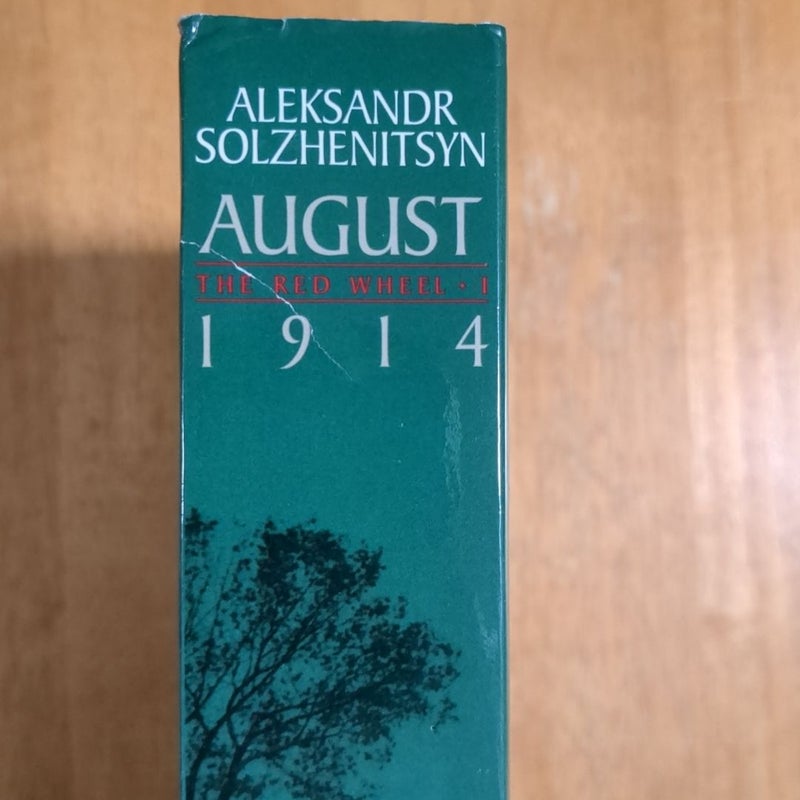 ALEKSANDR
SOLZHENITSYN
AUGUST
THE RED WHEEL · I
1914